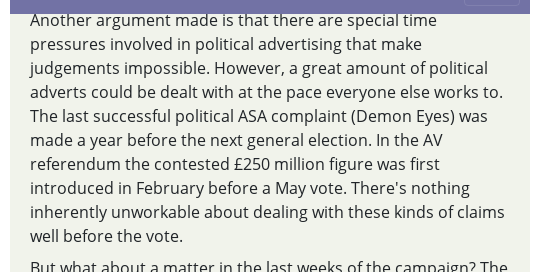 Another argument made is that there are special time
pressures involved in political advertising that make
judgements impossible. However, a great amount of political
adverts could be dealt with at the pace everyone else works to.
The last successful political ASA complaint (Demon Eyes) was
made a year before the next general election. In the AV
referendum the contested £250 million figure was first
introduced in February before a May vote. There's nothing
inherently unworkable about dealing with these kinds of claims
well before the vote.
But what about a matter in the last weeks of the campaign? The